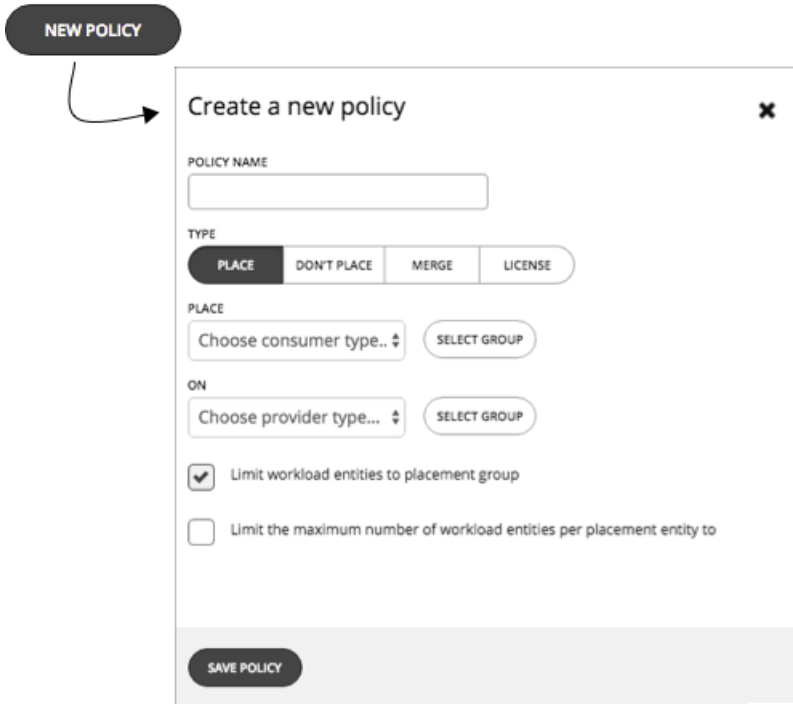 NEW POLICY
Create a new policy
POLICY NAME
TYPE
PLACE DON'T PLACE MERGE LICENSE
PLACE
Choose consumer type.. SELECT GROUP
ON
Choose provider type... SELECT GROUP
Limit workload entities to placement group
Limit the maximum number of workload entities per placement entity to
SAVE POLICY